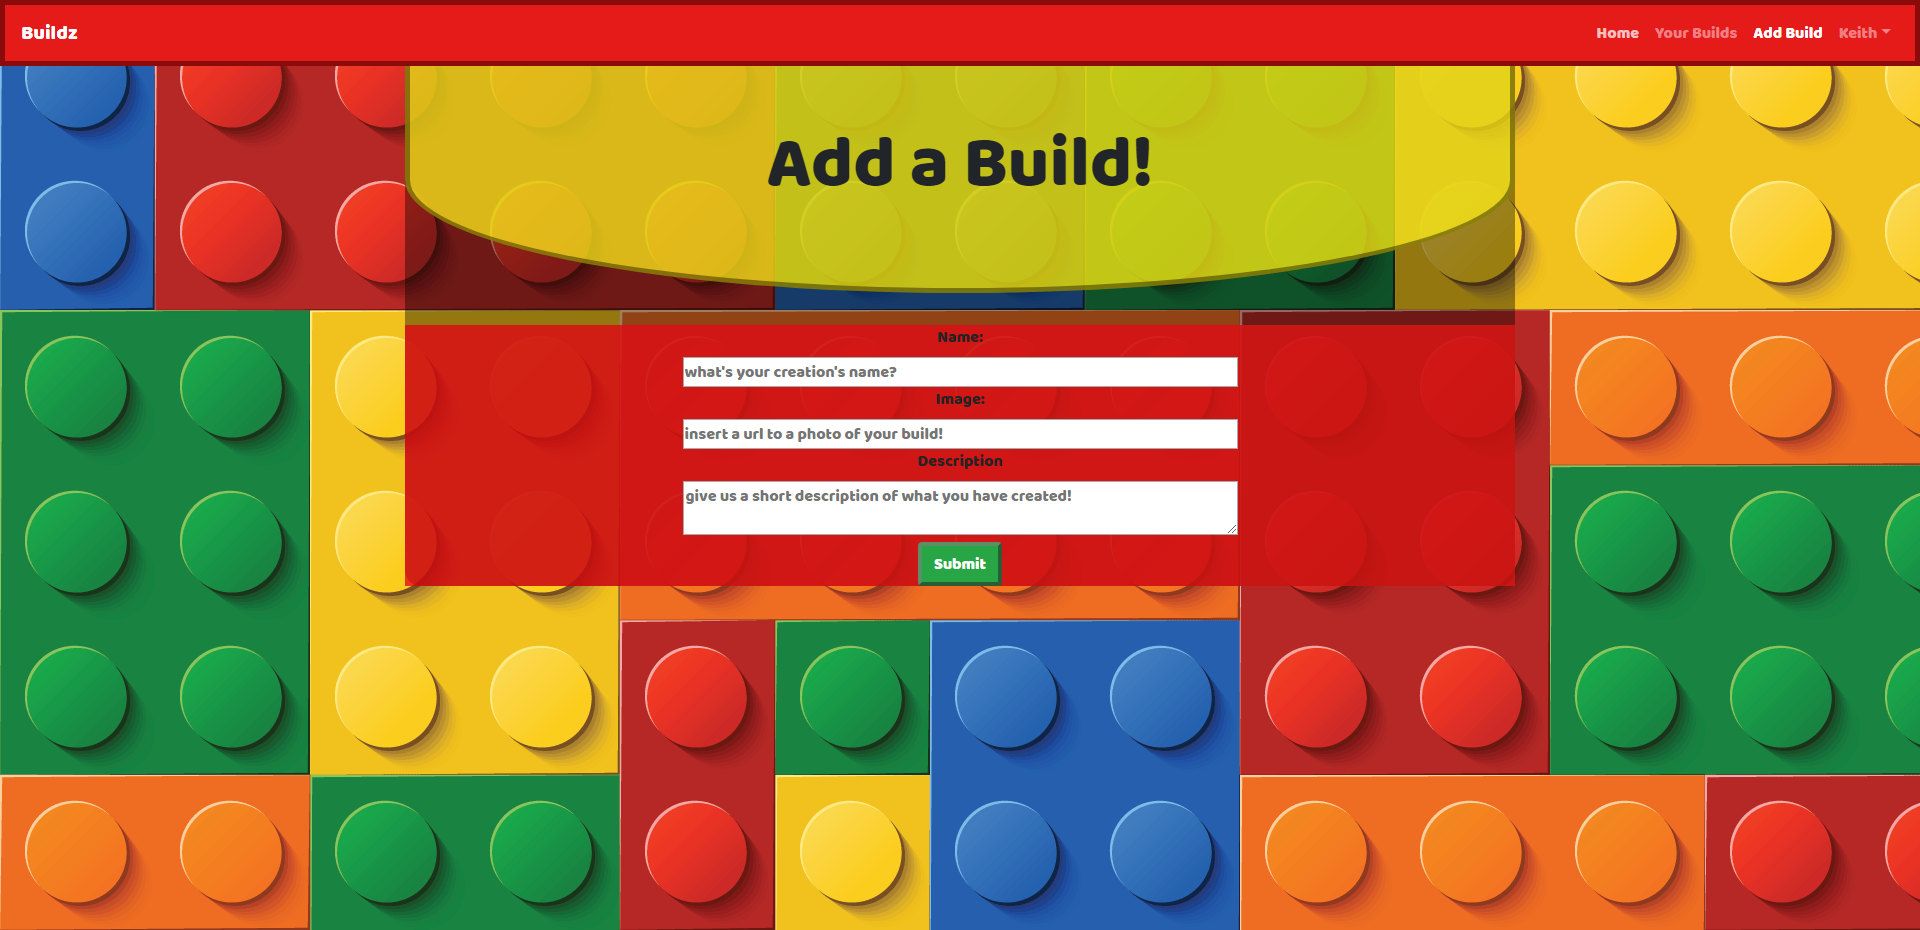 Buildz
Home Your Builds Add Build Keith
Add a Build!
Name:
what's your creation's name?
Image:
insert a url to a photo of your build!
Description
give us a short description of what you have created!
Submit